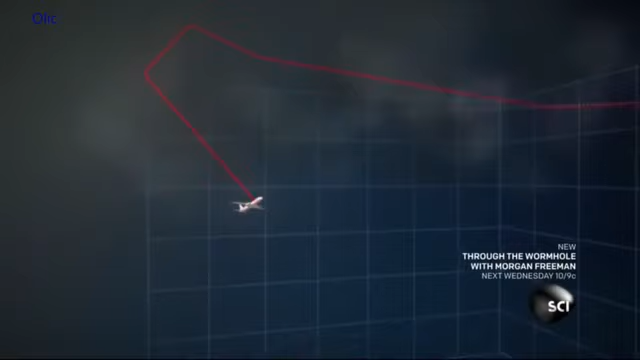 Olic
NEW
THROUGH THE WORMHOLE
WITH MORGAN FREEMAN
NEXT WEDNESDAY 10/9c
SCI